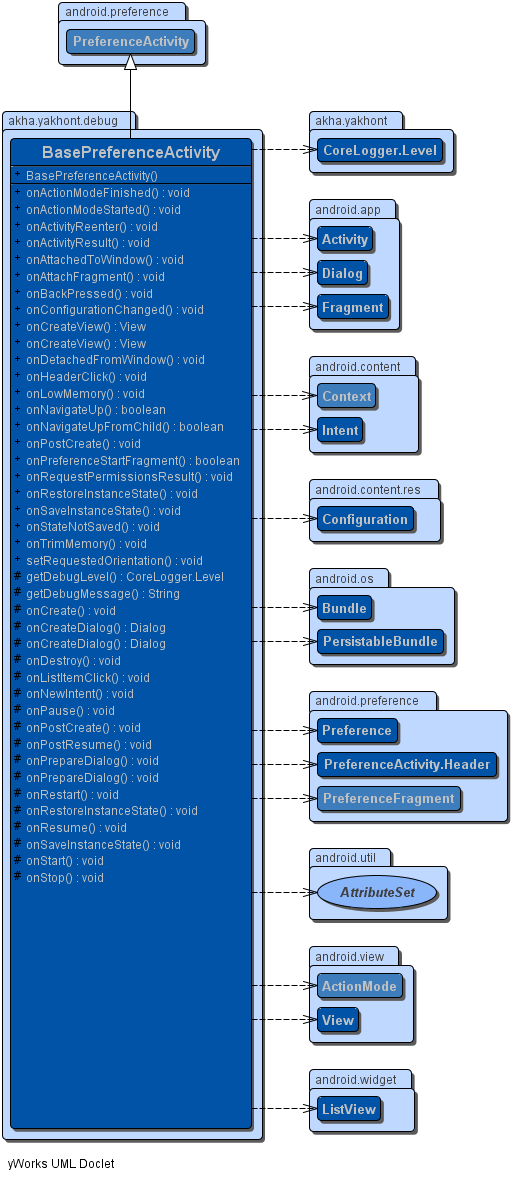 android.preference
PreferenceActivity
akha.yakhont.debug
BasePreferenceActivity
+ BasePreferenceActivity()
+ onActionModeFinished() : void
+ onActionModeStarted() : void
+ onActivityReenter() : void
+ onActivityResult() : void
+ onAttachedToWindow() : void
+ onAttachFragment() : void
+ onBackPressed() : void
+ onConfigurationChanged() : void
+ onCreateView() : View
+ onCreateView() : View
+ onDetachedFromWindow() : void
+ onHeaderClick() : void
+ onLowMemory() : void
+ onNavigateUp() : boolean
+ onNavigateUpFromChild() : boolean
+ onPostCreate() : void
+ onPreferenceStartFragment() : boolean
+ onRequestPermissionsResult() : void
+ onRestoreInstanceState() : void
+ onSaveInstanceState() : void
+ onStateNotSaved() : void
+ onTrimMemory() : void
+ setRequestedOrientation() : void
# getDebugLevel() : CoreLogger.Level
# getDebugMessage() : String
# onCreate() : void
# onCreateDialog() : Dialog
# onCreateDialog() : Dialog
# onDestroy() : void
# onListItemClick() : void
# onNewIntent() : void
# onPause() : void
# onPostCreate() : void
# onPostResume() : void
# onPrepareDialog() : void
# onPrepareDialog() : void
# onRestart() : void
# onRestoreInstanceState() : void
# onResume() : void
# onSaveInstanceState() : void
# onStart() : void
# onStop() : void
akha.yakhont
CoreLogger.Level
android.app
Activity
Dialog
Fragment
android.content
Context
Intent
android.content.res
Configuration
android.os
Bundle
PersistableBundle
android.preference
Preference
PreferenceActivity.Header
PreferenceFragment
android.util
AttributeSet
android.view
ActionMode
View
android.widget
ListView
yWorks UML Doclet